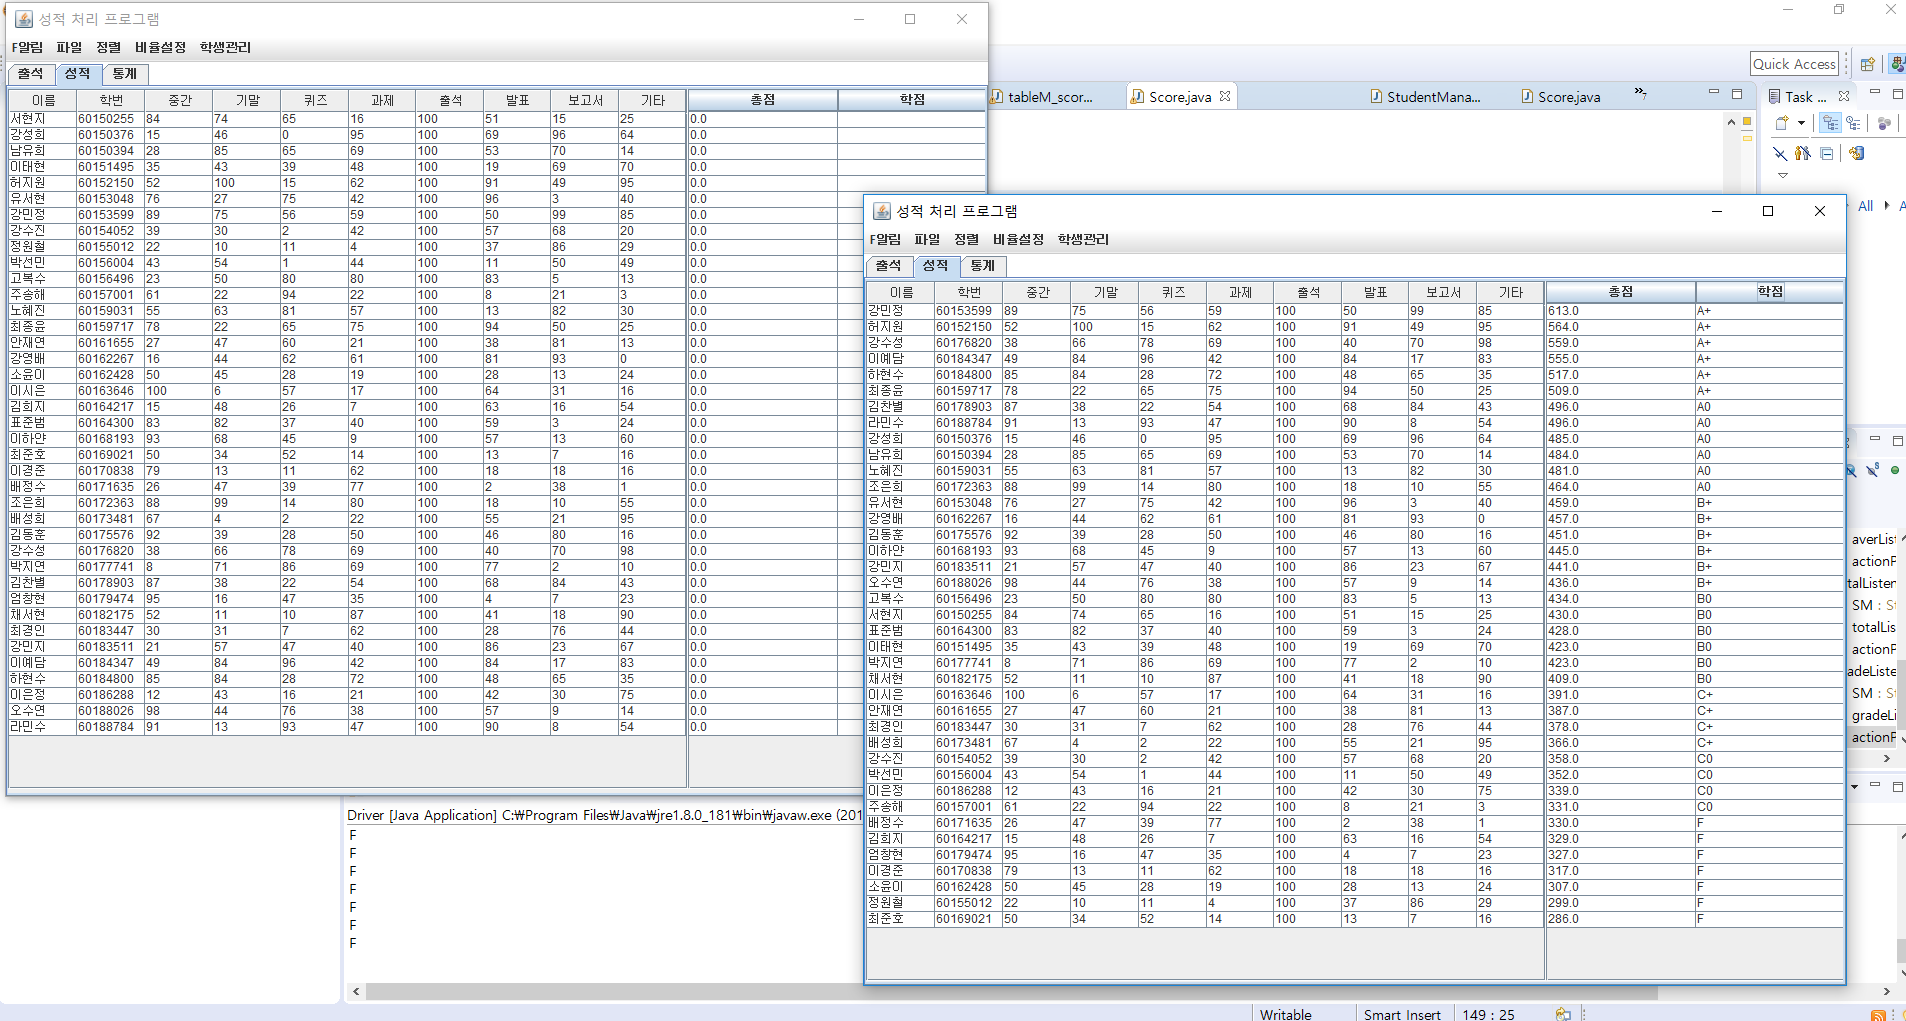 성적 처리 프로그램
F알림 파일 정렬 비율설정 학생관리
출석 성적 통계
이름 학번 중간 기말 퀴즈 과제 출석 발표 보고서 기타 총점 학점
서현지 60150255 84 74 65 16 100 51 15 25 0.0
강성희 60150376 15 46 0 95 100 69 96 64 0.0
남유희 60150394 28 85 65 69 100 53 70 14 0.0
이태현 60151495 35 43 39 48 100 19 69 70 0.0
허지원 60152150 52 100 15 62 100 91 49 95 0.0
유서현 60153048 76 27 75 42 100 96 3 40 0.0
강민정 60153599 89 75 56 59 100 50 99 85 0.0
강수진 60154052 39 30 2 42 100 57 68 20 0.0
정원철 60155012 22 10 11 4 100 37 86 29 0.0
박선민 60156004 43 54 1 44 100 11 50 49 0.0
고복수 60156496 23 50 80 80 100 83 5 13 0.0
주송해 60157001 61 22 94 22 100 8 21 3 0.0
노혜진 60159031 55 63 81 57 100 13 82 30 0.0
최종윤 60159717 78 22 65 75 100 94 50 25 0.0
안재연 60161655 27 47 60 21 100 38 81 13 0.0
강영배 60162267 16 44 62 61 100 81 93 0 0.0
소윤이 60162428 50 45 28 19 100 28 13 24 0.0
이시은 60163646 100 6 57 17 100 64 31 16 0.0
김희지 60164217 15 48 26 7 100 63 16 54 0.0
표준범 60164300 83 82 37 40 100 59 3 24 0.0
이하얀 60168193 93 68 45 9 100 57 13 60 0.0
최준호 60169021 50 34 52 14 100 13 7 16 0.0
이경준 60170838 79 13 11 62 100 18 18 16 0.0
배정수 60171635 26 47 39 77 100 2 38 1 0.0
조은희 60172363 88 99 14 80 100 18 10 55 0.0
배성희 60173481 67 4 2 22 100 55 21 95 0.0
김동훈 60175576 92 39 28 50 100 46 80 16 0.0
강수성 60176820 38 66 78 69 100 40 70 98 0.0
박지연 60177741 8 71 86 69 100 77 2 10 0.0
김찬별 60178903 87 38 22 54 100 68 84 43 0.0
엄창현 60179474 95 16 47 35 100 4 7 23 0.0
채서현 60182175 52 11 10 87 100 41 18 90 0.0
최경인 60183447 30 31 7 62 100 28 76 44 0.0
강민지 60183511 21 57 47 40 100 86 23 67 0.0
이예담 60184347 49 84 96 42 100 84 17 83 0.0
하현수 60184800 85 84 28 72 100 48 65 35 0.0
이은정 60186288 12 43 16 21 100 42 30 75 0.0
오수연 60188026 98 44 76 38 100 57 9 14 0.0
라민수 60188784 91 13 93 47 100 90 8 54 0.0
Quick Access
tableM_scor... Score.java StudentMana... Score.java 7 Task ...
All
성적 처리 프로그램
F알림 파일 정렬 비율설정 학생관리
출석 성적 통계
이름 학번 중간 기말 퀴즈 과제 출석 발표 보고서 기타 총점 학점
강민정 60153599 89 75 56 59 100 50 99 85 613.0 A+
허지원 60152150 52 100 15 62 100 91 49 95 564.0 A+
강수성 60176820 38 66 78 69 100 40 70 98 559.0 A+
이예담 60184347 49 84 96 42 100 84 17 83 555.0 A+
하현수 60184800 85 84 28 72 100 48 65 35 517.0 A+
최종윤 60159717 78 22 65 75 100 94 50 25 509.0 A+
김찬별 60178903 87 38 22 54 100 68 84 43 496.0 A0
라민수 60188784 91 13 93 47 100 90 8 54 496.0 A0
강성희 60150376 15 46 0 95 100 69 96 64 485.0 A0
남유희 60150394 28 85 65 69 100 53 70 14 484.0 A0
노혜진 60159031 55 63 81 57 100 13 82 30 481.0 A0
조은희 60172363 88 99 14 80 100 18 10 55 464.0 A0
유서현 60153048 76 27 75 42 100 96 3 40 459.0 B+
강영배 60162267 16 44 62 61 100 81 93 0 457.0 B+
김동훈 60175576 92 39 28 50 100 46 80 16 451.0 B+
이하얀 60168193 93 68 45 9 100 57 13 60 445.0 B+
강민지 60183511 21 57 47 40 100 86 23 67 441.0 B+
오수연 60188026 98 44 76 38 100 57 9 14 436.0 B+
고복수 60156496 23 50 80 80 100 83 5 13 434.0 B0
서현지 60150255 84 74 65 16 100 51 15 25 430.0 B0
표준범 60164300 83 82 37 40 100 59 3 24 428.0 B0
이태현 60151495 35 43 39 48 100 19 69 70 423.0 B0
박지연 60177741 8 71 86 69 100 77 2 10 423.0 B0
채서현 60182175 52 11 10 87 100 41 18 90 409.0 B0
이시은 60163646 100 6 57 17 100 64 31 16 391.0 C+
안재연 60161655 27 47 60 21 100 38 81 13 387.0 C+
최경인 60183447 30 31 7 62 100 28 76 44 378.0 C+
배성희 60173481 67 4 2 22 100 55 21 95 366.0 C+
강수진 60154052 39 30 2 42 100 57 68 20 358.0 C0
박선민 60156004 43 54 1 44 100 11 50 49 352.0 C0
이은정 60186288 12 43 16 21 100 42 30 75 339.0 C0
주송해 60157001 61 22 94 22 100 8 21 3 331.0 C0
배정수 60171635 26 47 39 77 100 2 38 1 330.0 F
김희지 60164217 15 48 26 7 100 63 16 54 329.0 F
엄창현 60179474 95 16 47 35 100 4 7 23 327.0 F
이경준 60170838 79 13 11 62 100 18 18 16 317.0 F
소윤이 60162428 50 45 28 19 100 28 13 24 307.0 F
정원철 60155012 22 10 11 4 100 37 86 29 299.0 F
최준호 60169021 50 34 52 14 100 13 7 16 286.0 F
averList
actionP
talListen
SM : S
totalLis
actionP
adeListe
SM : S
gradeLi
actionP
Driver [Java Application] C:₩Program Files₩Java₩jre1.8.0_181₩bin₩javaw.exe (201
F
F
F
F
F
F
F
Writable Smart Insert 149 : 25